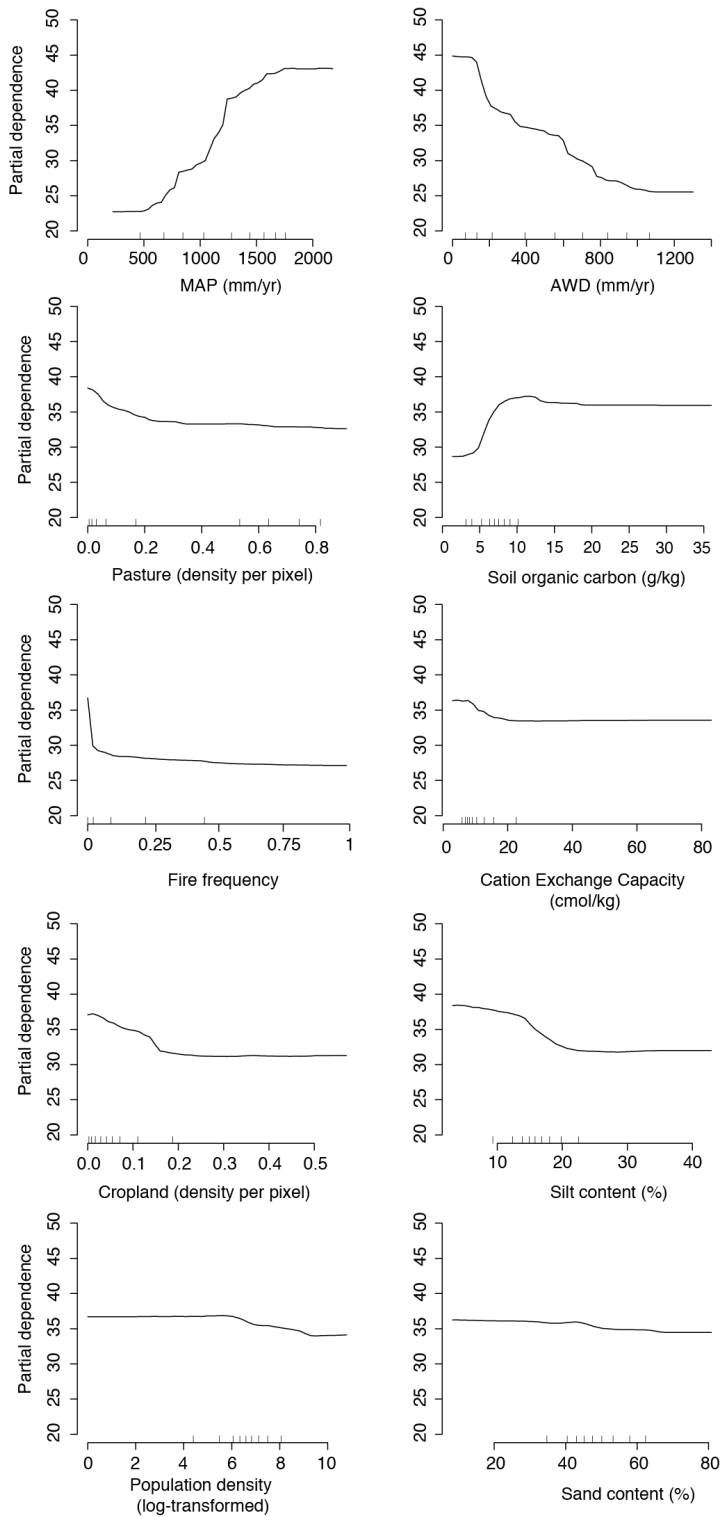 50
45
40
35
30
25
20
Partial dependence
0 500 1000 1500 2000
MAP (mm/yr)
50
45
40
35
30
25
20
0 400 800 1200
AWD (mm/yr)
50
45
40
35
30
25
20
Partial dependence
0.0 0.2 0.4 0.6 0.8
Pasture (density per pixel)
50
45
40
35
30
25
20
0 5 10 15 20 25 30 35
Soil organic carbon (g/kg)
50
45
40
35
30
25
20
Partial dependence
0 0.25 0.5 0.75 1
Fire frequency
50
45
40
35
30
25
20
0 20 40 60 80
Cation Exchange Capacity
(cmol/kg)
50
45
40
35
30
25
20
Partial dependence
0.0 0.1 0.2 0.3 0.4 0.5
Cropland (density per pixel)
50
45
40
35
30
25
20
10 20 30 40
Silt content (%)
50
45
40
35
30
25
20
Partial dependence
0 2 4 6 8 10
Population density
(log-transformed)
50
45
40
35
30
25
20
20 40 60 80
Sand content (%)